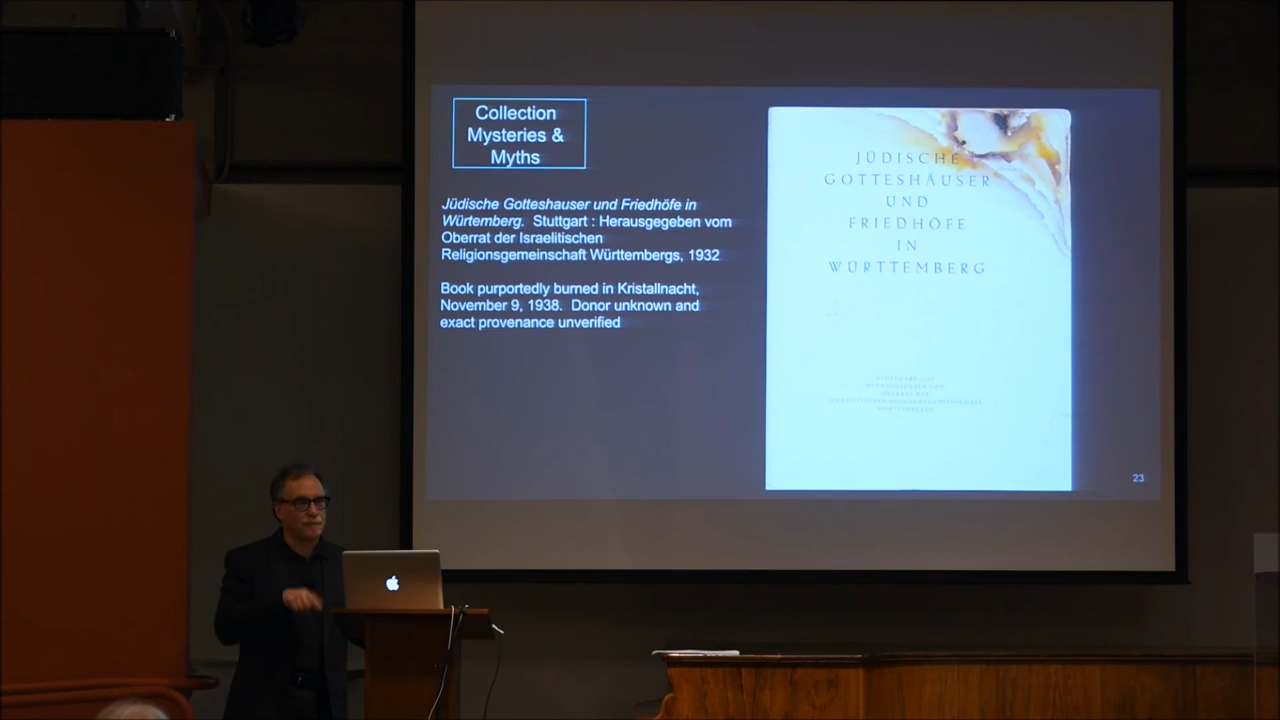 Collection
Mysteries &
Myths
Jüdische Gotteshauser und Friedhöfe in
Würtemberg. Stuttgart : Herausgegeben vom
Oberrat der Israelitischen
Religionsgemeinschaft Württembergs, 1932
Book purportedly burned in Kristallnacht,
November 9, 1938. Donor unknown and
exact provenance unverified
JÜDISCHE
GOTTESHÄUSER
UND
FRIEDHÖFE
IN
WÜRTTEMBERG
23